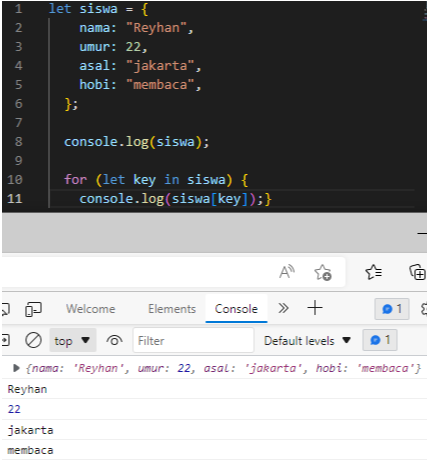 1 let siswa = {
2 nama: "Reyhan",
3 umur: 22,
4 asal: "jakarta",
5 hobi: "membaca",
6 };
7
8 console.log(siswa);
9
10 for (let key in siswa) {
11 console.log(siswa[key]);}
A
Welcome Elements Console 1
top Filter Default levels 1
{nama: 'Reyhan', umur: 22, asal: 'jakarta', hobi: 'membaca'}
Reyhan
22
jakarta
membaca